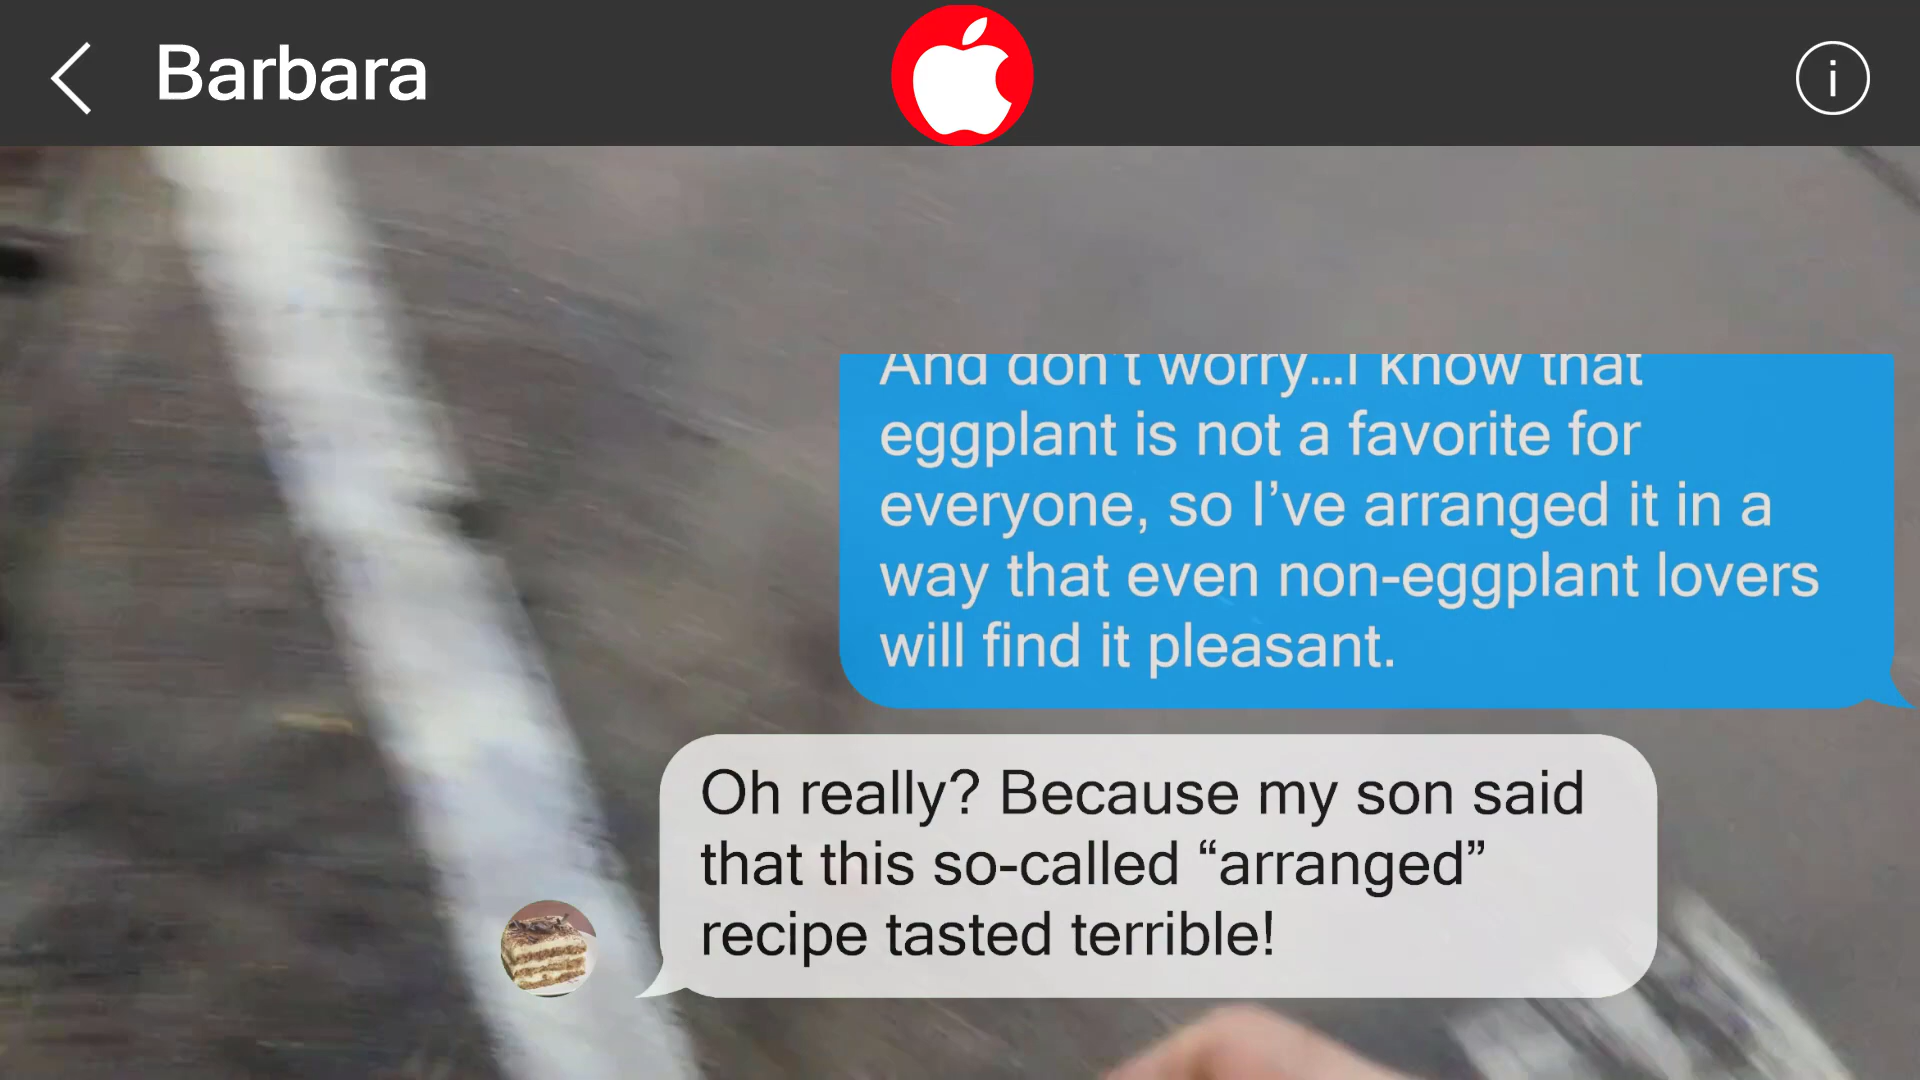 Barbara
i
And don't worry...I know that
eggplant is not a favorite for
everyone, so I’ve arranged it in a
way that even non-eggplant lovers
will find it pleasant.
Oh really? Because my son said
that this so-called “arranged”
recipe tasted terrible!